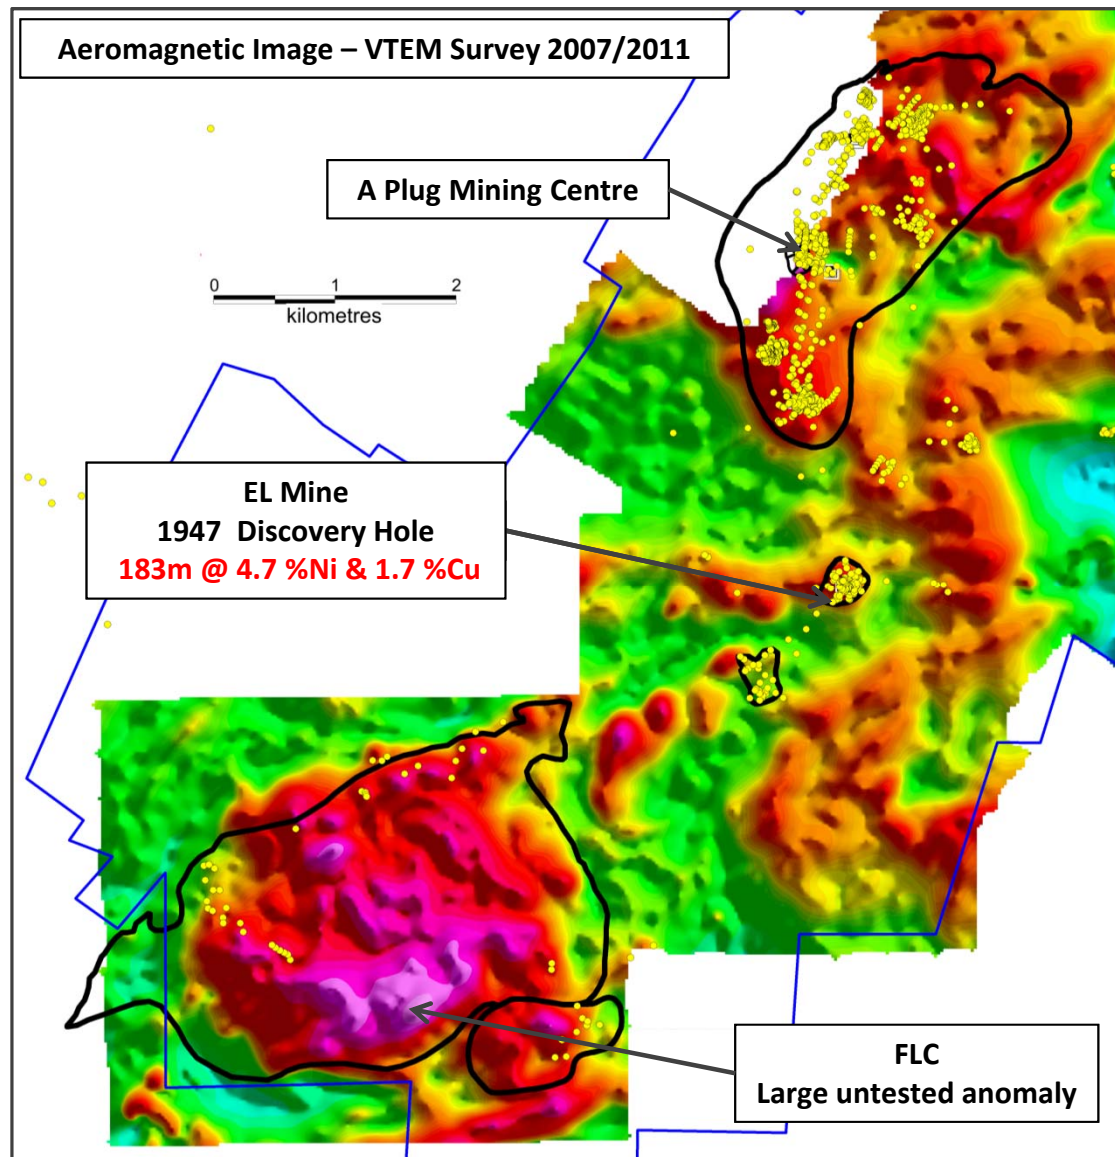 Aeromagnetic Image – VTEM Survey 2007/2011
A Plug Mining Centre
0 1 2
kilometres
EL Mine
1947 Discovery Hole
183m @ 4.7 %Ni & 1.7 %Cu
FLC
Large untested anomaly